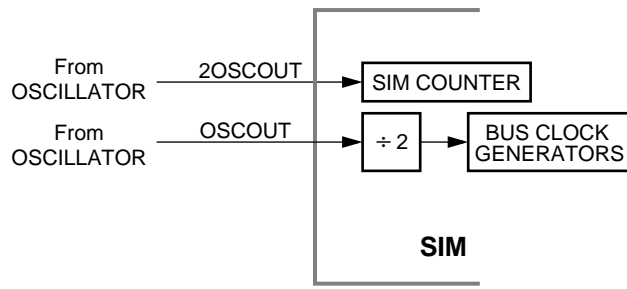 From
OSCILLATOR
2OSCOUT
SIM COUNTER
From
OSCILLATOR
OSCOUT
÷ 2
BUS CLOCK
GENERATORS
SIM